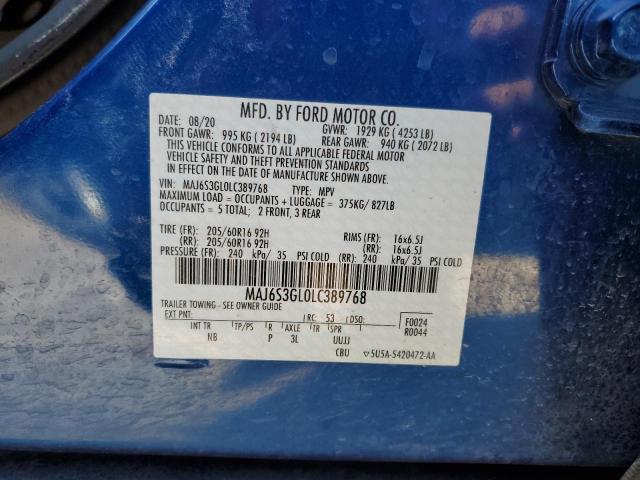 MFD. BY FORD MOTOR CO.
DATE: 08/20 GVWR: 1929 KG ( 4253 LB)
FRONT GAWR: 995 KG ( 2194 LB) REAR GAWR: 940 KG ( 2072 LB)
THIS VEHICLE CONFORMS TO ALL APPLICABLE FEDERAL MOTOR
VEHICLE SAFETY AND THEFT PREVENTION STANDARDS
IN EFFECT ON THE DATE OF MANUFACTURE SHOWN ABOVE.
VIN: MAJ6S3GL0LC389768 TYPE: MPV
MAXIMUM LOAD = OCCUPANTS + LUGGAGE = 375KG/ 827LB
OCCUPANTS = 5 TOTAL; 2 FRONT, 3 REAR
TIRE (FR): 205/60R16 92H RIMS (FR): 16x6.5J
(RR): 205/60R16 92H (RR): 16x6.5J
PRESSURE (FR): 240 kPa/ 35 PSI COLD (RR): 240 kPa/ 35 PSI COLD
MAJ6S3GL0LC389768
TRAILER TOWING - SEE OWNER GUIDE
EXT PNT: RC: 53 DSO: F0024
INT TR TP/PS R AXLE TR SPR R0044
NB P 3L UUJJ
CBU 5U5A-5420472-AA